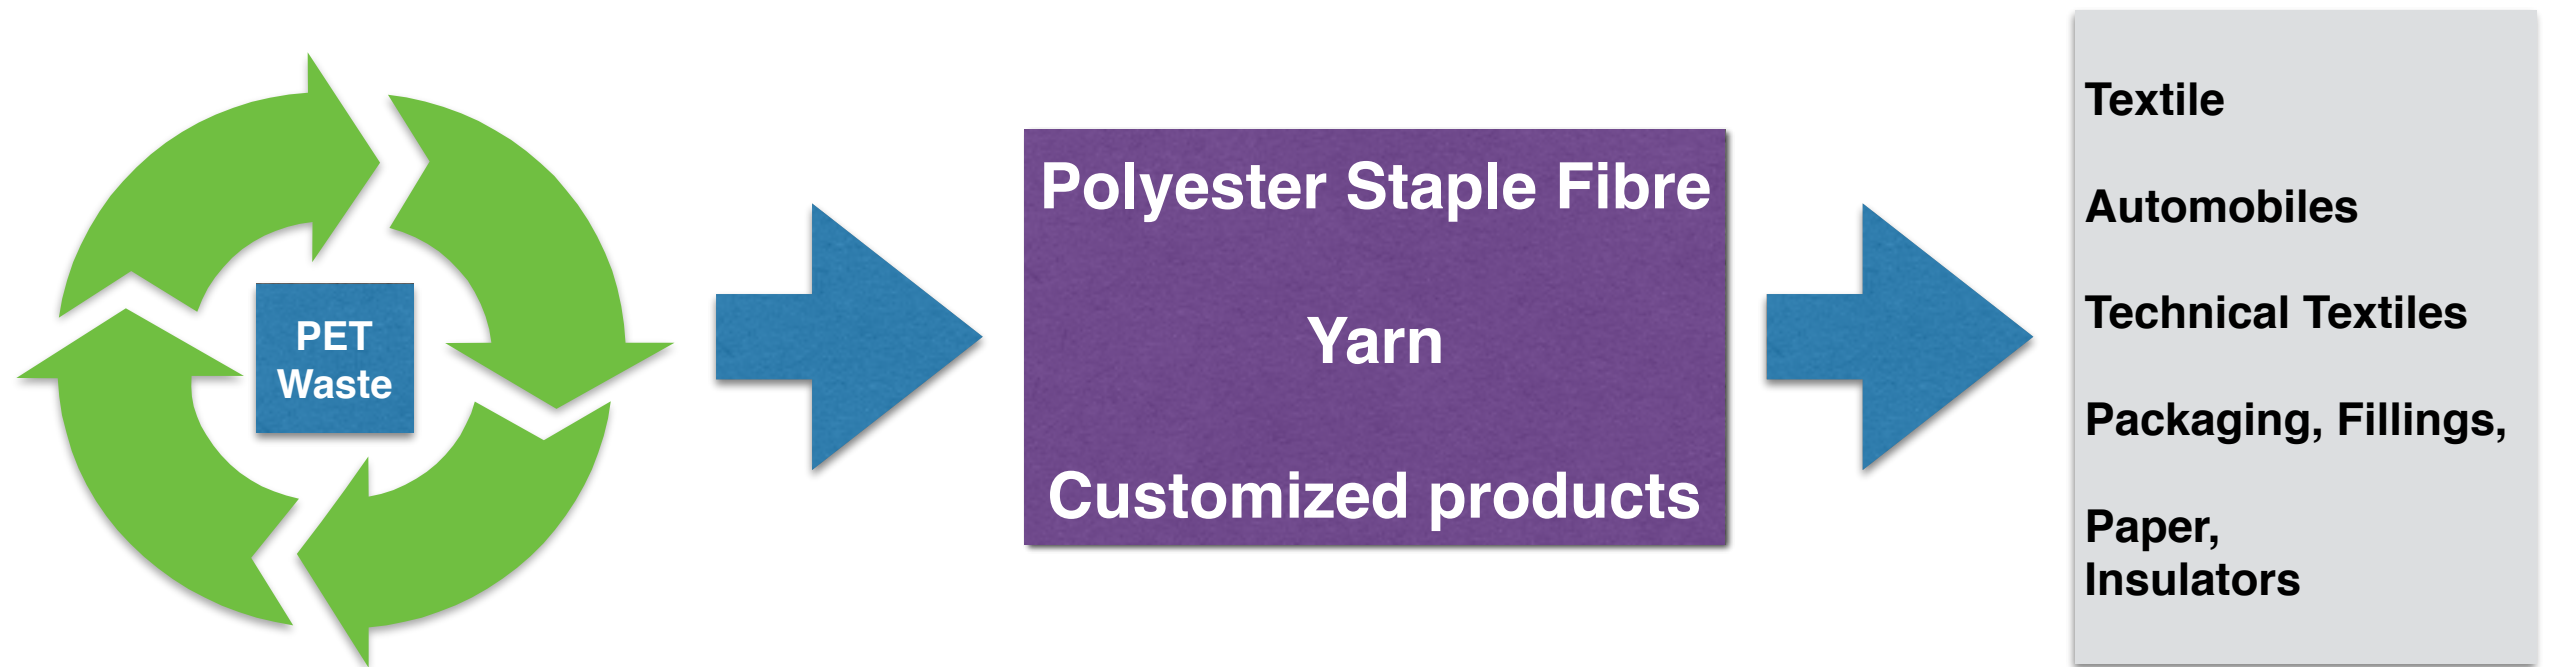 PET
Waste
Polyester Staple Fibre
Yarn
Customized products
Textile
Automobiles
Technical Textiles
Packaging, Fillings,
Paper,
Insulators